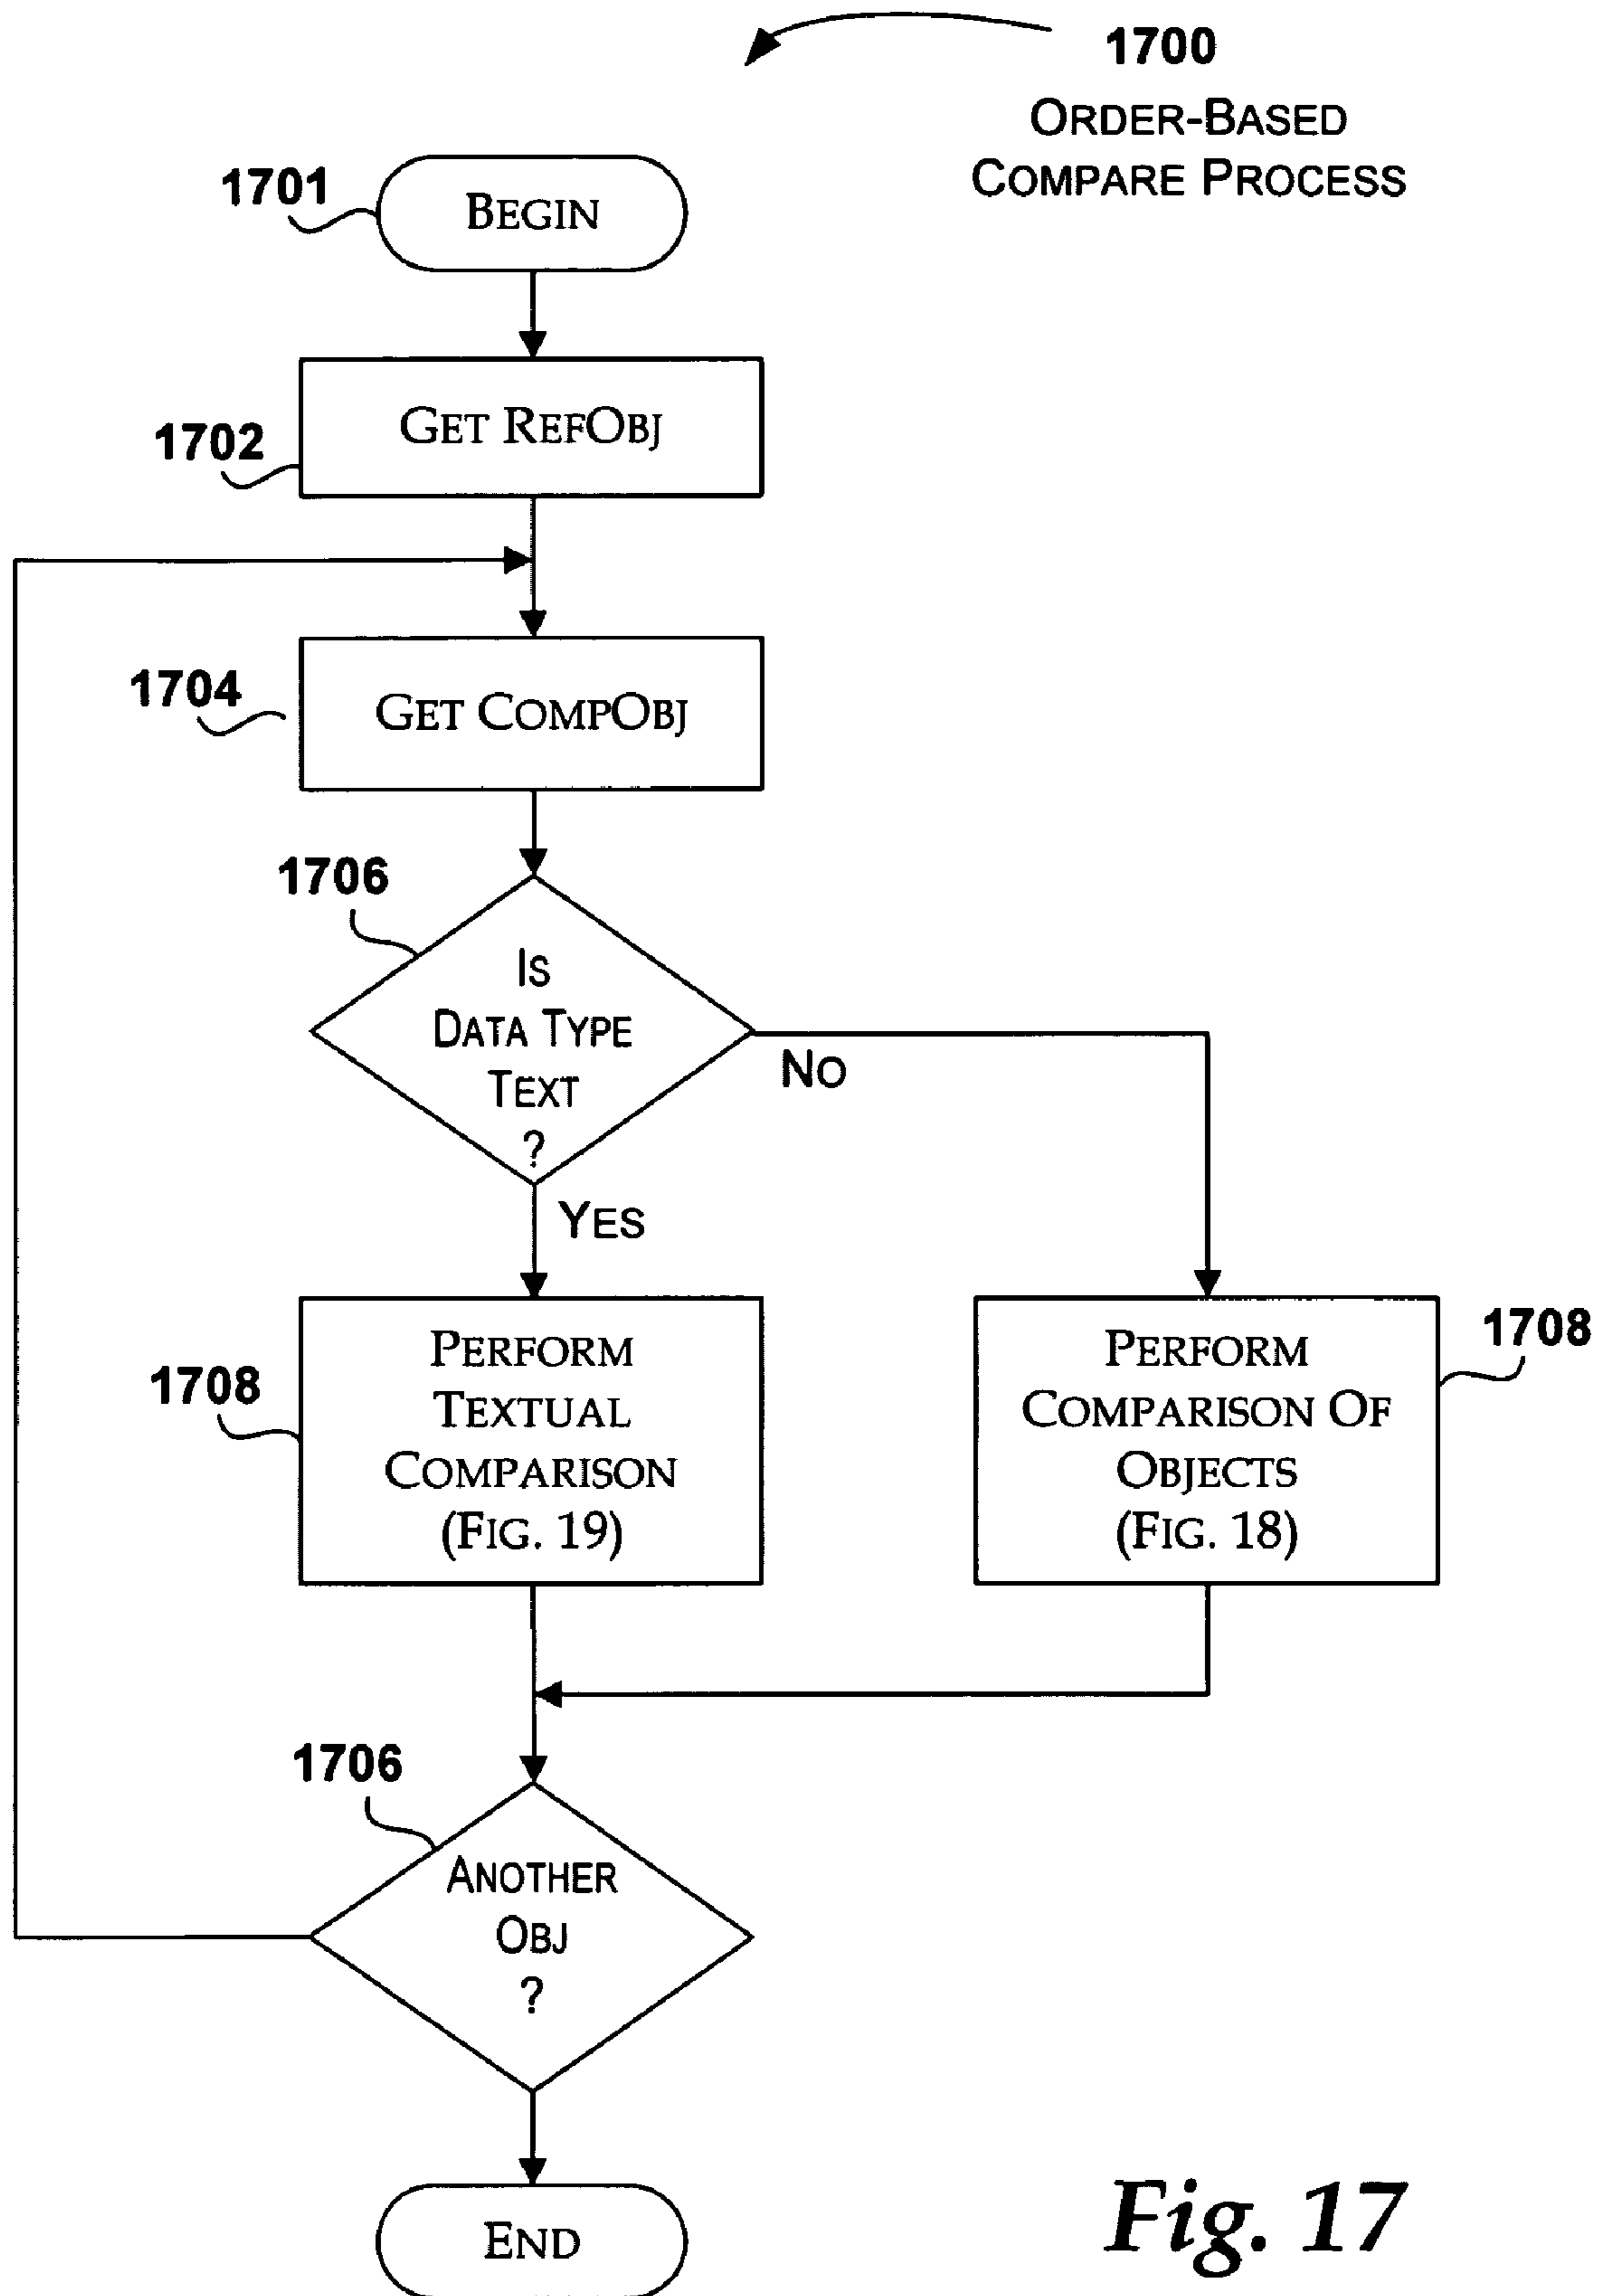 1700
ORDER-BASED
COMPARE PROCESS
1701
BEGIN
1702
GET REFOBJ
1704
GET COMPOBJ
1706
IS
DATA TYPE
TEXT
?
NO
YES
1708
PERFORM
TEXTUAL
COMPARISON
(FIG. 19)
PERFORM
COMPARISON OF
OBJECTS
(FIG. 18)
1708
1706
ANOTHER
OBJ
?
END
Fig. 17